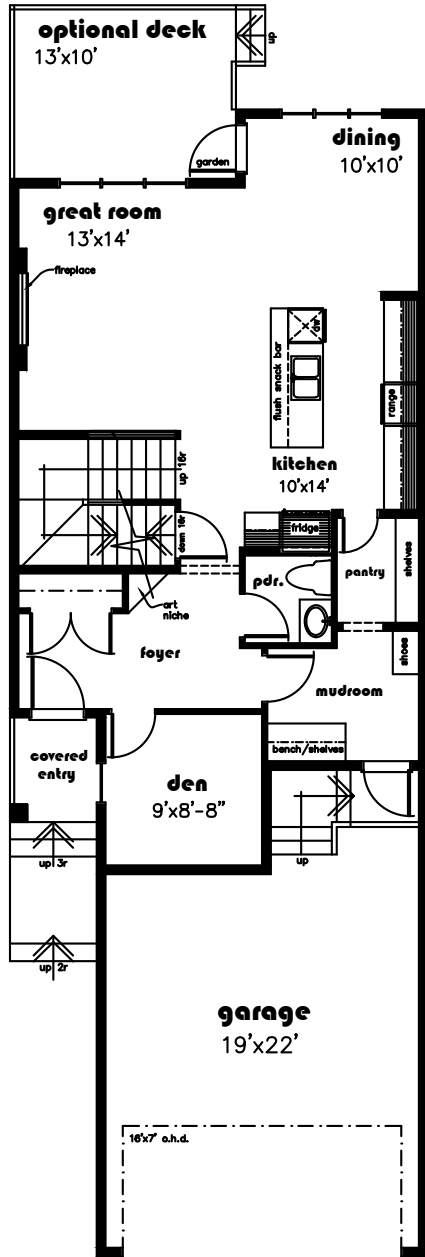 optional deck
13'x10'
up
dining
10'x10'
garden
great room
13'x14'
fireplace
dw
flush snack bar
range
kitchen
10'x14'
up 16r
down 16r
fridge
pdr.
pantry
shelves
art
niche
foyer
shoes
mudroom
covered
entry
bench/shelves
den
9'x8'-8"
up 3r
up
up 2r
garage
19'x22'
16'x7' o.h.d.